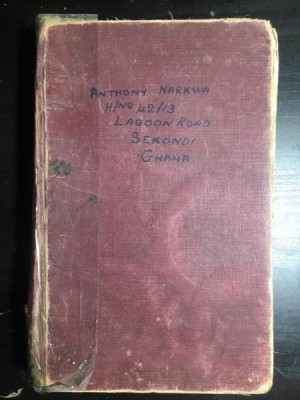 ANTHONY NARKWA
H/NO 42/13
LAGOON ROAD
SEKONDI
GHANA